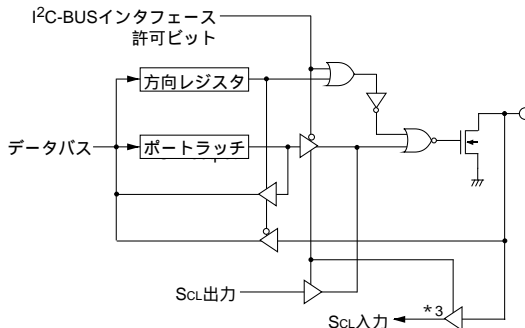 I²C-BUSインタフェース
許可ビット
方向レジスタ
データバス
ポートラッチ
SCL出力
SCL入力
*3